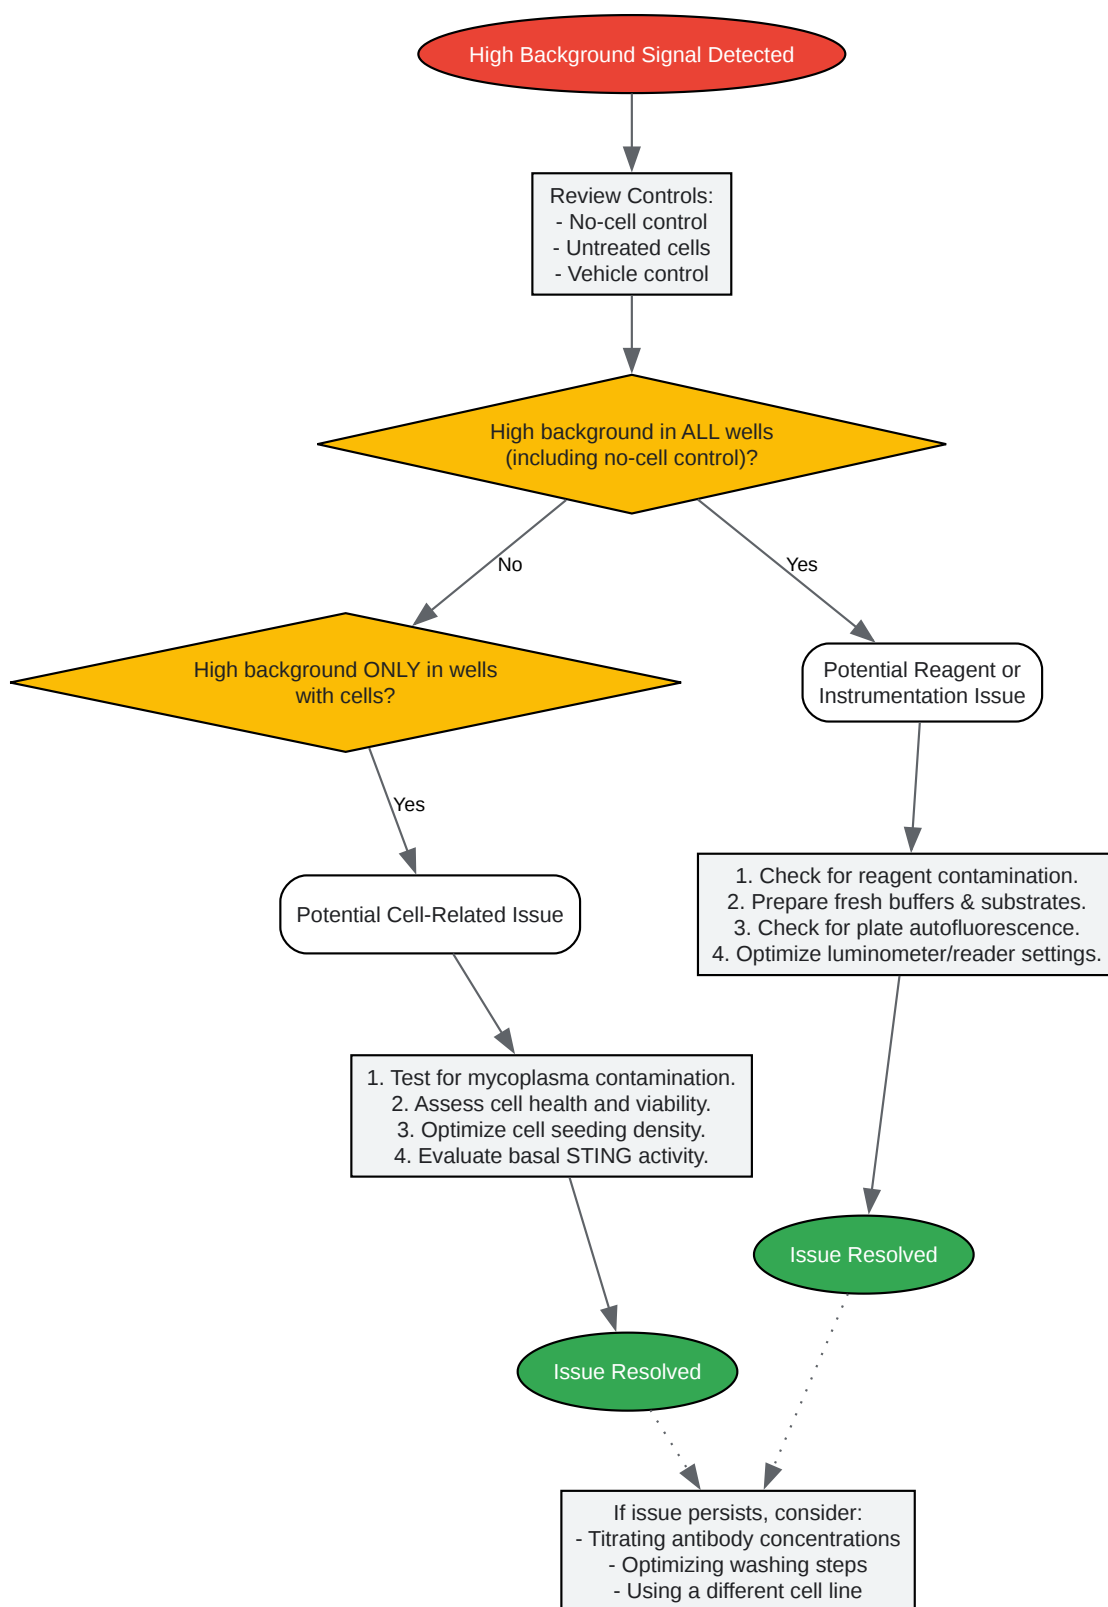 High Background Signal Detected
Review Controls:
- No-cell control
- Untreated cells
- Vehicle control
High background in ALL wells
(including no-cell control)?
No
Yes
High background ONLY in wells
with cells?
Potential Reagent or
Instrumentation Issue
Yes
Potential Cell-Related Issue
1. Check for reagent contamination.
2. Prepare fresh buffers & substrates.
3. Check for plate autofluorescence.
4. Optimize luminometer/reader settings.
1. Test for mycoplasma contamination.
2. Assess cell health and viability.
3. Optimize cell seeding density.
4. Evaluate basal STING activity.
Issue Resolved
Issue Resolved
If issue persists, consider:
- Titrating antibody concentrations
- Optimizing washing steps
- Using a different cell line